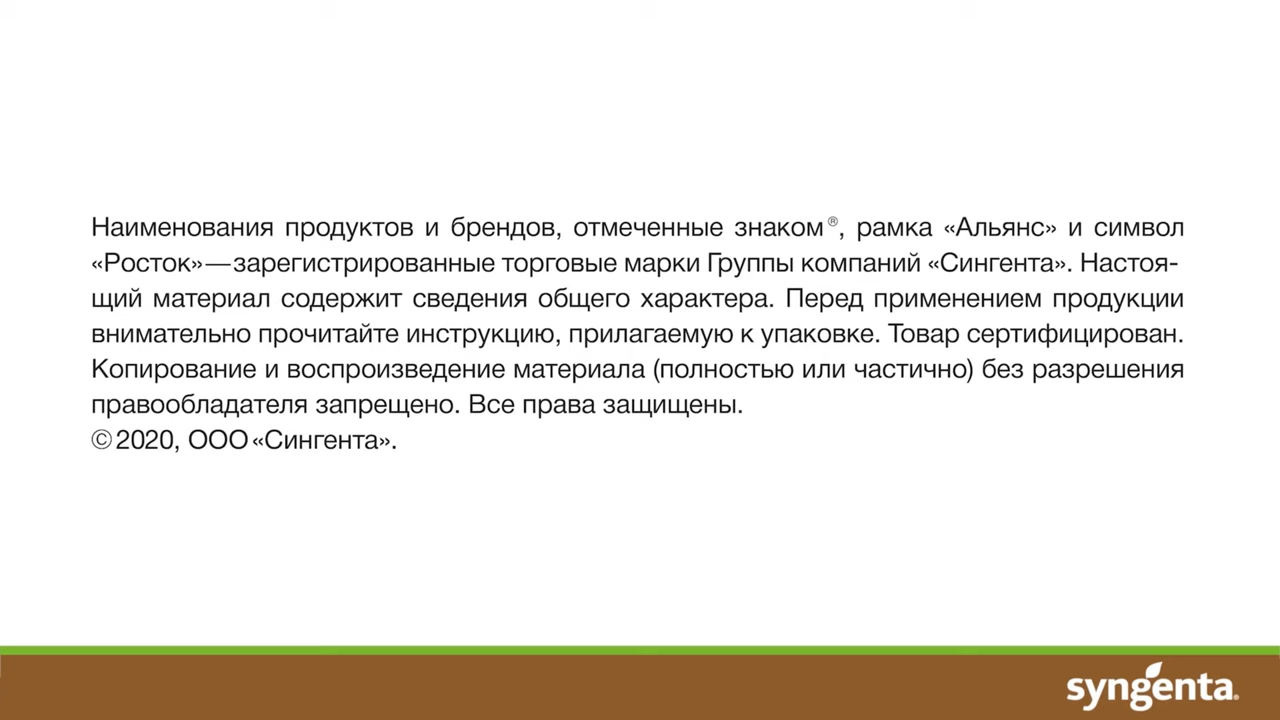 Наименования продуктов и брендов, отмеченные знаком®, рамка «Альянс» и символ
«Росток»—зарегистрированные торговые марки Группы компаний «Сингента». Настоя-
щий материал содержит сведения общего характера. Перед применением продукции
внимательно прочитайте инструкцию, прилагаемую к упаковке. Товар сертифицирован.
Копирование и воспроизведение материала (полностью или частично) без разрешения
правообладателя запрещено. Все права защищены.
© 2020, ООО «Сингента».
syngenta®